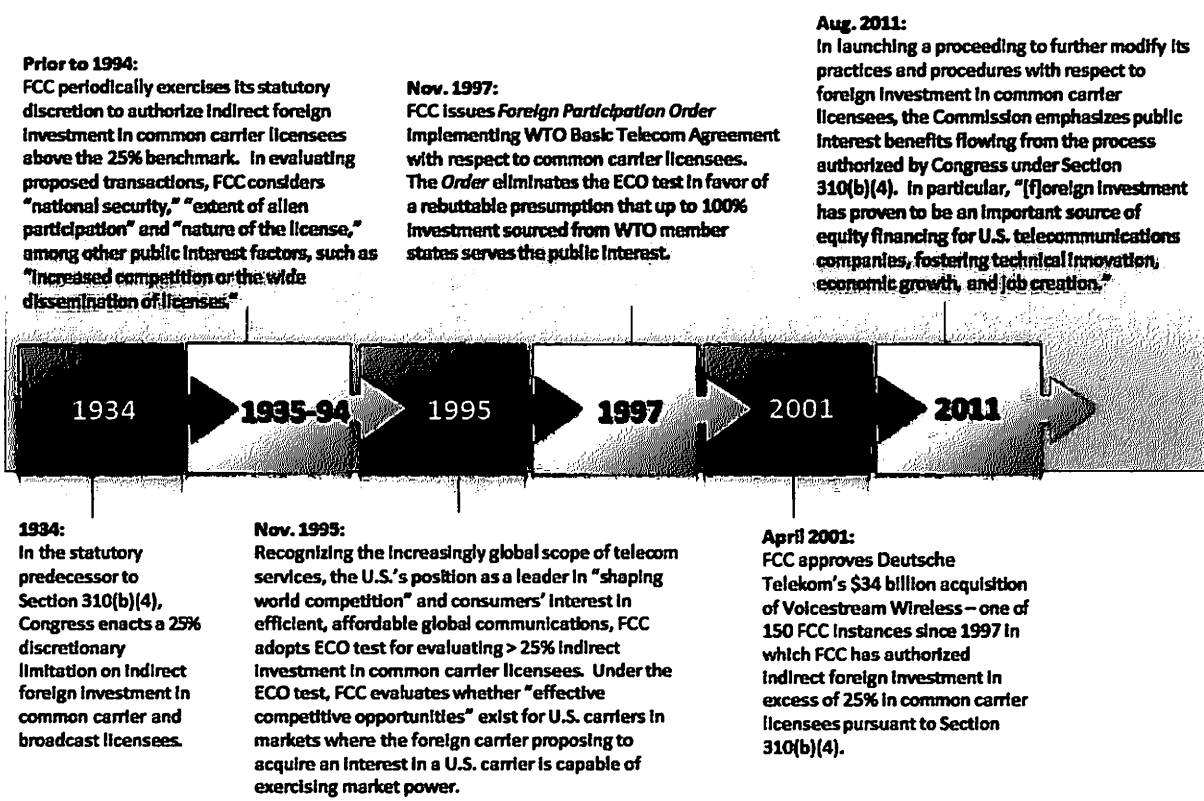 Aug. 2011:
In launching a proceeding to further modify its
practices and procedures with respect to
foreign investment in common carrier
licensees, the Commission emphasizes public
interest benefits flowing from the process
authorized by Congress under Section
310(b)(4). In particular, "[f]oreign investment
has proven to be an important source of
equity financing for U.S. telecommunications
companies, fostering technical innovation,
economic growth, and job creation."
Prior to 1994:
FCC periodically exercises its statutory
discretion to authorize indirect foreign
investment in common carrier licensees
above the 25% benchmark. In evaluating
proposed transactions, FCC considers
"national security," "extent of alien
participation" and "nature of the license,"
among other public interest factors, such as
"increased competition or the wide
dissemination of licenses."
Nov. 1997:
FCC issues Foreign Participation Order
implementing WTO Basic Telecom Agreement
with respect to common carrier licensees.
The Order eliminates the ECO test in favor of
a rebuttable presumption that up to 100%
investment sourced from WTO member
states serves the public interest.
1934
1935-94
1995
1997
2001
2011
1934:
In the statutory
predecessor to
Section 310(b)(4),
Congress enacts a 25%
discretionary
limitation on indirect
foreign investment in
common carrier and
broadcast licensees.
Nov. 1995:
Recognizing the increasingly global scope of telecom
services, the U.S.'s position as a leader in "shaping
world competition" and consumers' interest in
efficient, affordable global communications, FCC
adopts ECO test for evaluating > 25% indirect
investment in common carrier licensees. Under the
ECO test, FCC evaluates whether "effective
competitive opportunities" exist for U.S. carriers in
markets where the foreign carrier proposing to
acquire an interest in a U.S. carrier is capable of
exercising market power.
April 2001:
FCC approves Deutsche
Telekom's $34 billion acquisition
of Voicestream Wireless – one of
150 FCC instances since 1997 in
which FCC has authorized
indirect foreign investment in
excess of 25% in common carrier
licensees pursuant to Section
310(b)(4).